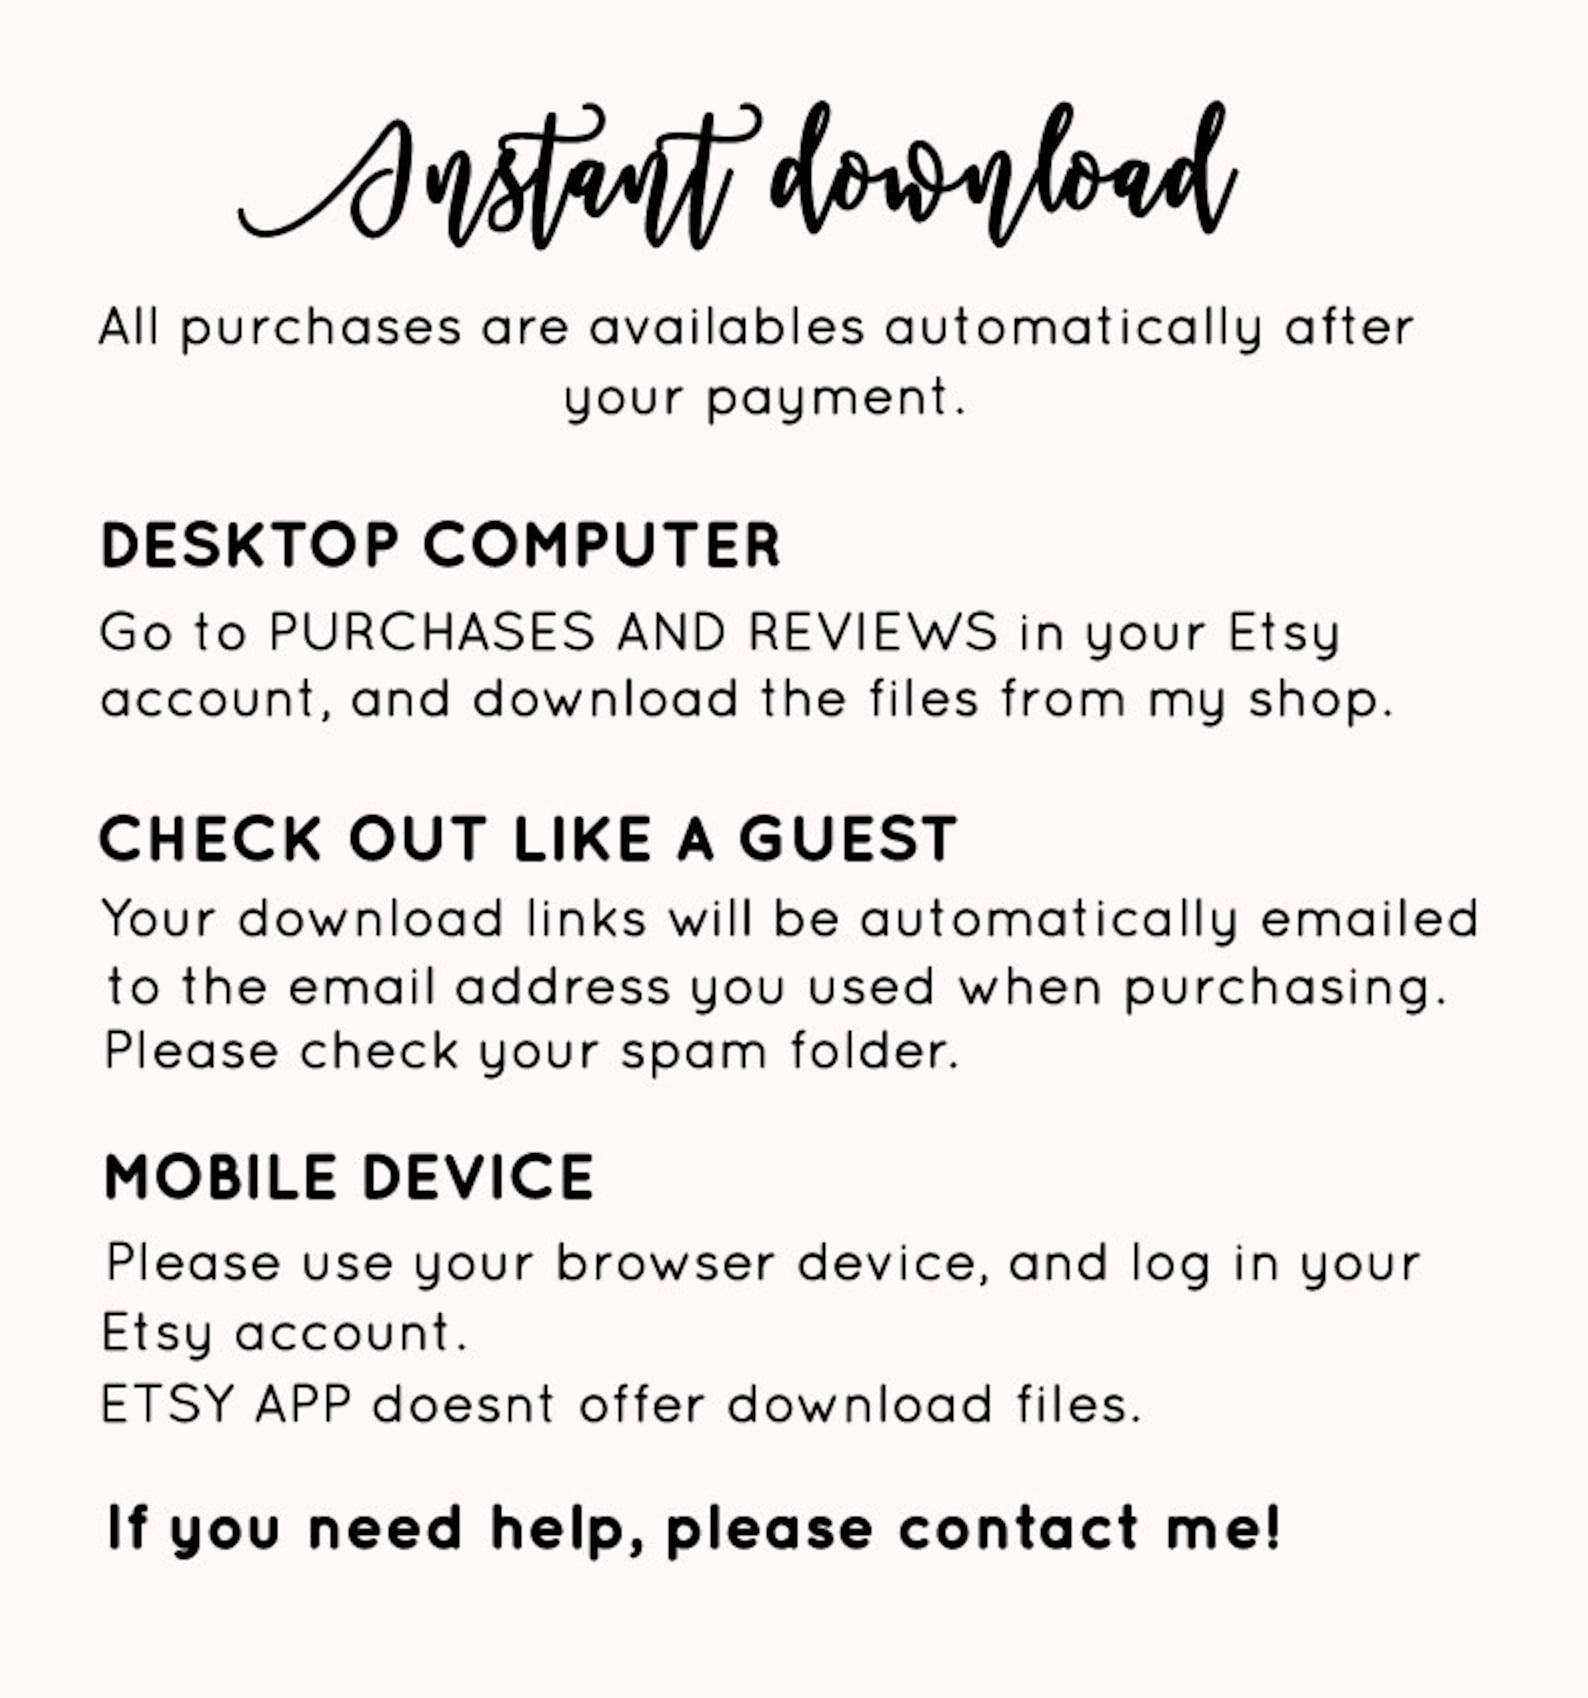 Instant download
All purchases are availables automatically after
your payment.
DESKTOP COMPUTER
Go to PURCHASES AND REVIEWS in your Etsy
account, and download the files from my shop.
CHECK OUT LIKE A GUEST
Your download links will be automatically emailed
to the email address you used when purchasing.
Please check your spam folder.
MOBILE DEVICE
Please use your browser device, and log in your
Etsy account.
ETSY APP doesnt offer download files.
If you need help, please contact me!